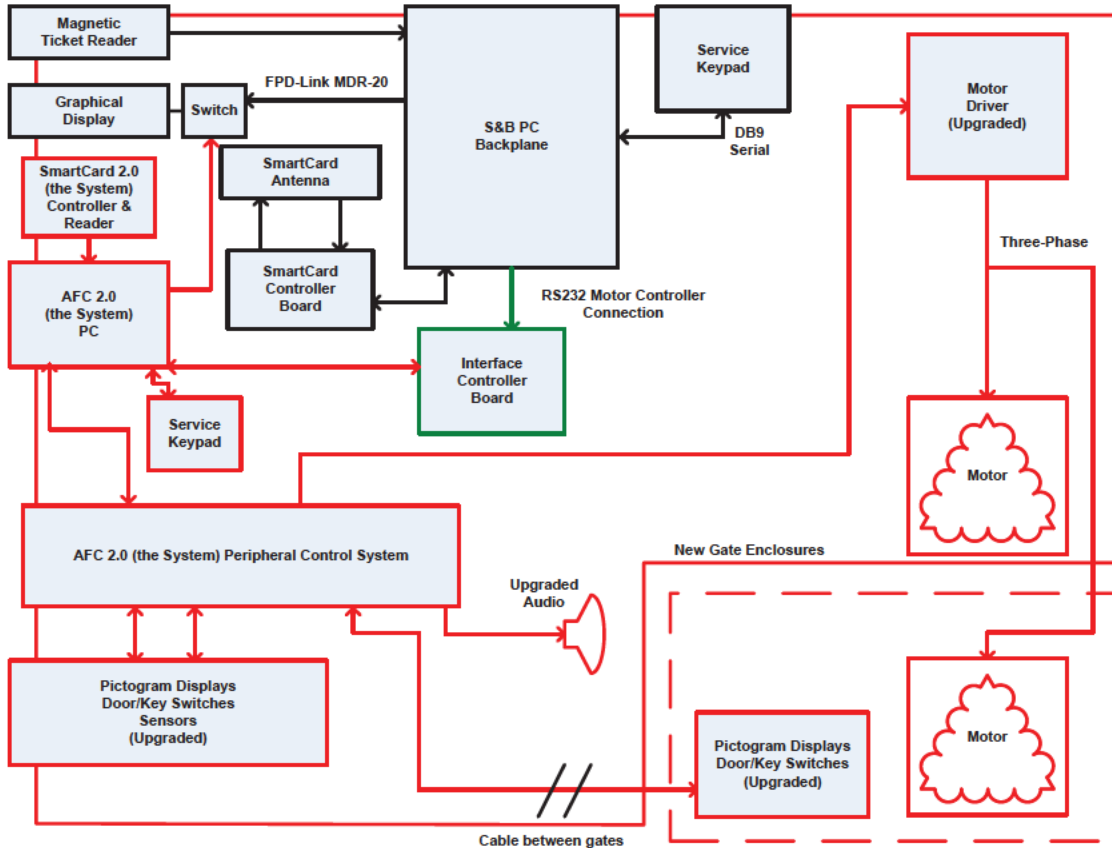 Magnetic
Ticket Reader
FPD-Link MDR-20
Graphical
Display
Switch
S&B PC
Backplane
Service
Keypad
DB9
Serial
Motor
Driver
(Upgraded)
SmartCard 2.0
(the System)
Controller &
Reader
SmartCard
Antenna
Three-Phase
AFC 2.0
(the System)
PC
SmartCard
Controller
Board
RS232 Motor Controller
Connection
Interface
Controller
Board
Service
Keypad
Motor
AFC 2.0 (the System) Peripheral Control System
New Gate Enclosures
Upgraded
Audio
Pictogram Displays
Door/Key Switches
Sensors
(Upgraded)
Pictogram Displays
Door/Key Switches
(Upgraded)
Motor
Cable between gates